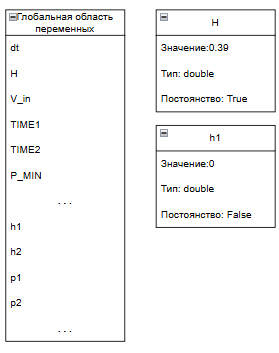 Глобальная область
переменных
dt
H
V_in
TIME1
TIME2
P_MIN
. . .
h1
h2
p1
p2
. . .
H
Значение:0.39
Тип: double
Постоянство: True
h1
Значение:0
Тип: double
Постоянство: False